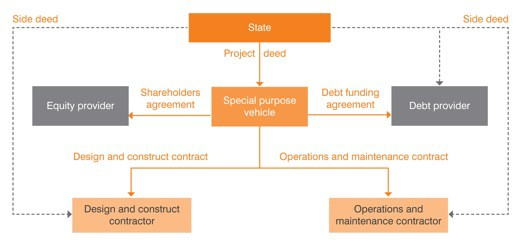 Side deed
State
Side deed
Project deed
Shareholders
agreement
Debt funding
agreement
Equity provider
Special purpose
vehicle
Debt provider
Design and construct contract
Operations and maintenance contract
Design and construct
contractor
Operations and
maintenance contractor